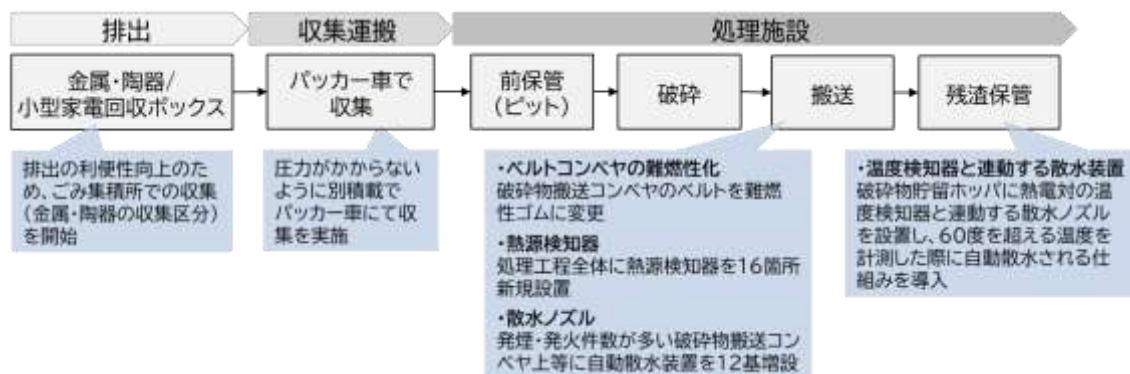 排出
収集運搬
処理施設
金属・陶器/
小型家電回収ボックス
パッカー車で
収集
前保管
(ピット)
破砕
搬送
残渣保管
排出の利便性向上のた
め、ごみ集積所での収集
(金属・陶器の収集区分)
を開始
圧力がかからない
ように別積載で
パッカー車にて収
集を実施
・ベルトコンベヤの難燃性化
破砕物搬送コンベヤのベルトを難燃
性ゴムに変更
・熱源検知器
処理工程全体に熱源検知器を16箇所
新規設置
・散水ノズル
発煙・発火件数が多い破砕物搬送コン
ベヤ上等に自動散水装置を12基増設
・温度検知器と連動する散水装置
破砕物貯留ホッパに熱電対の温
度検知器と連動する散水ノズル
を設置し、60度を超える温度を
計測した際に自動散水される仕
組みを導入